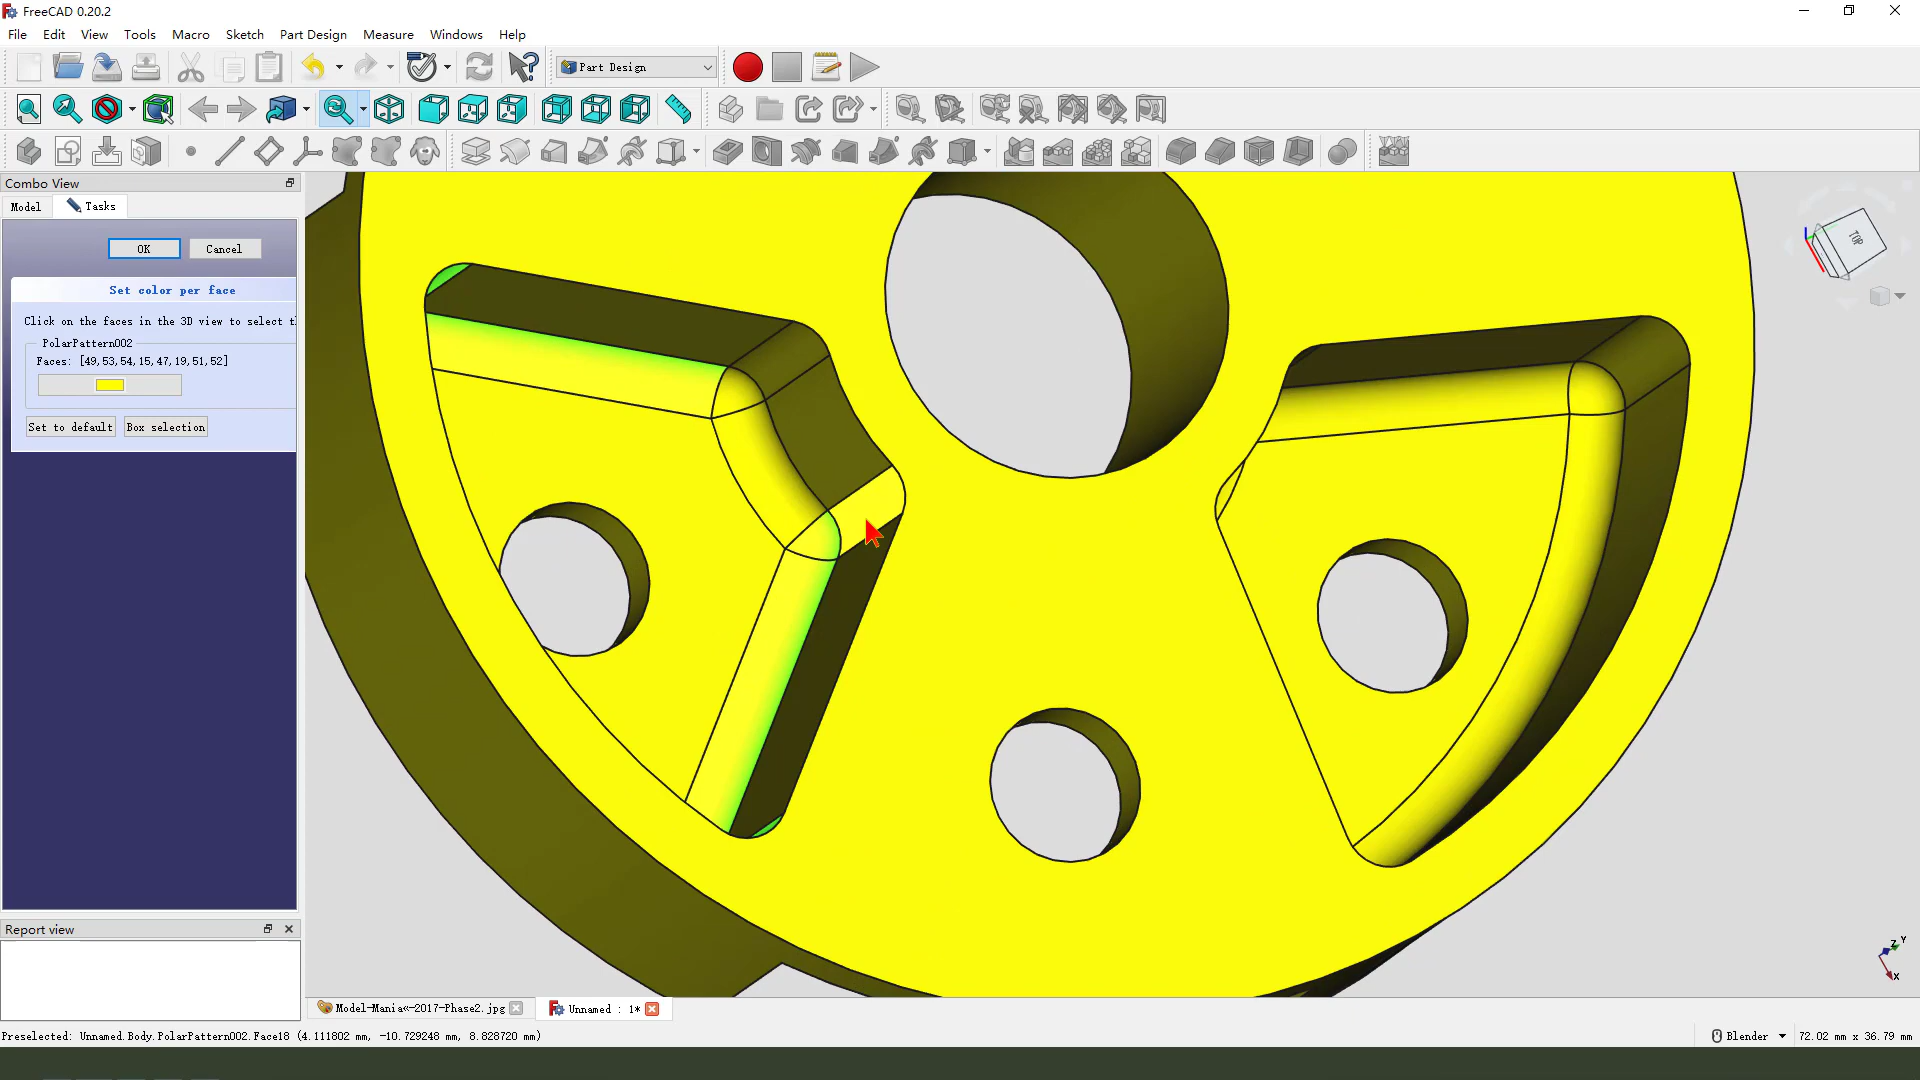 FreeCAD 0.20.2
File Edit View Tools Macro Sketch Part Design Measure Windows Help
Part Design
Combo View
Model Tasks
OK Cancel
Set color per face
Click on the faces in the 3D view to select
PolarPattern002
Faces: [49,53,54,15,47,19,51,52]
Set to default Box selection
TOP
Report view
Z Y
X
Model-Mania«-2017-Phase2.jpg Unnamed : 1*
Preselected: Unnamed.Body.PolarPattern002.Face18 (4.111802 mm, -10.729248 mm, 8.828720 mm) Blender 72.02 mm x 36.79 mm